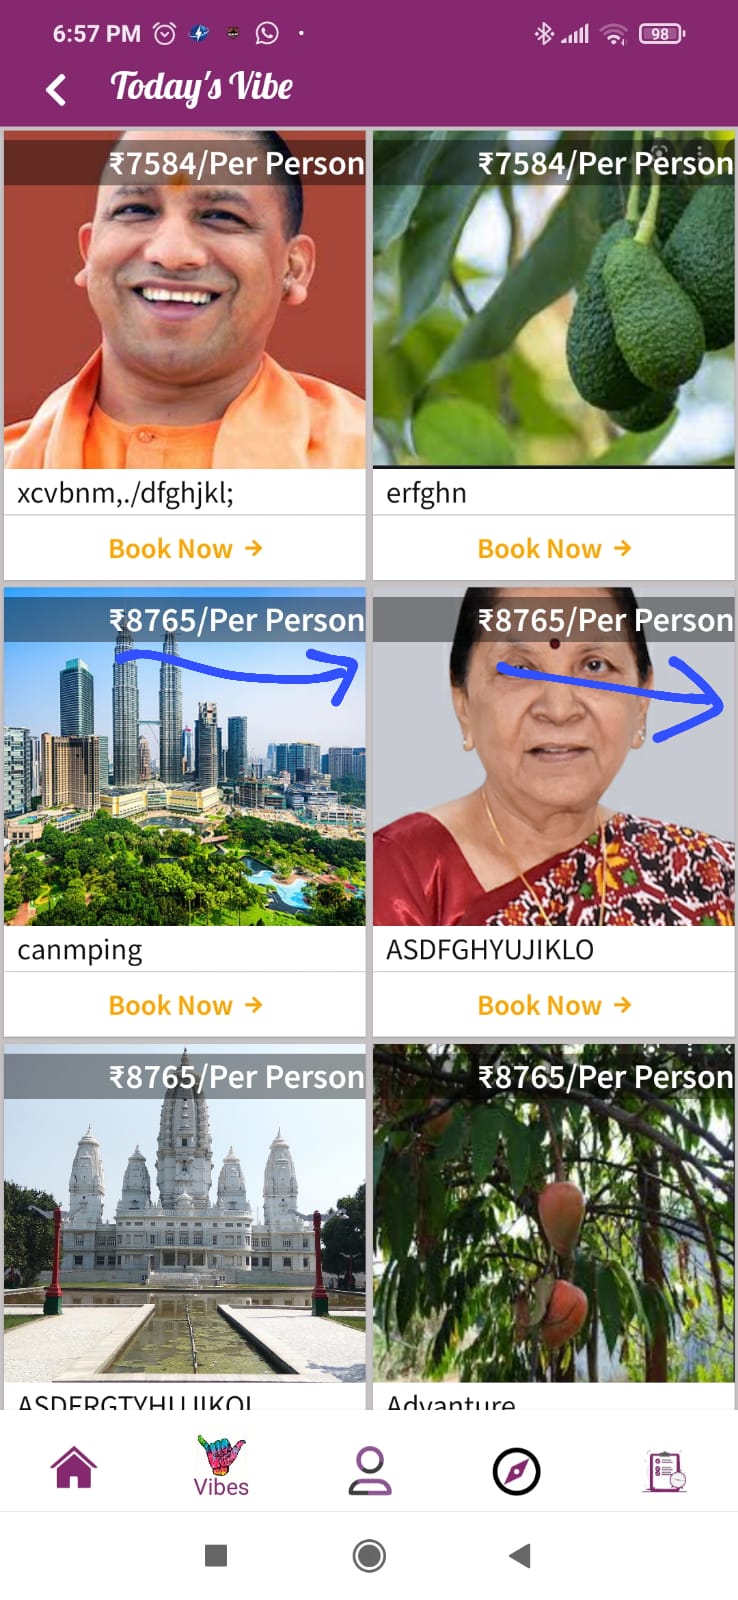 6:57 PM
98
Today's Vibe
₹7584/Per Person ₹7584/Per Person
xcvbnm,./dfghjkl; erfghn
Book Now → Book Now →
₹8765/Per Person ₹8765/Per Person
canmping ASDFGHYUJIKLO
Book Now → Book Now →
₹8765/Per Person ₹8765/Per Person
ASDFRGTYHUJIKOL Advanture
Vibes